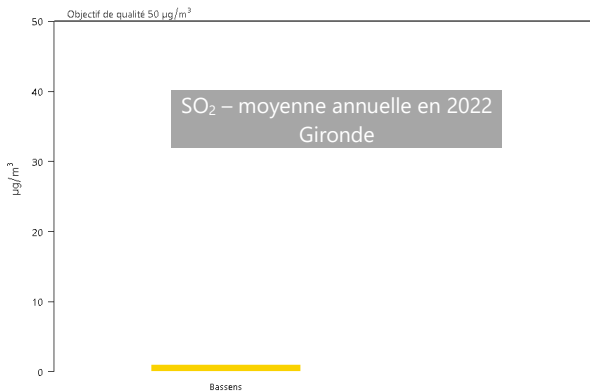 Objectif de qualité 50 µg/m³
50
SO₂ – moyenne annuelle en 2022
Gironde
40
30
µg/m³
20
10
0
Bassens